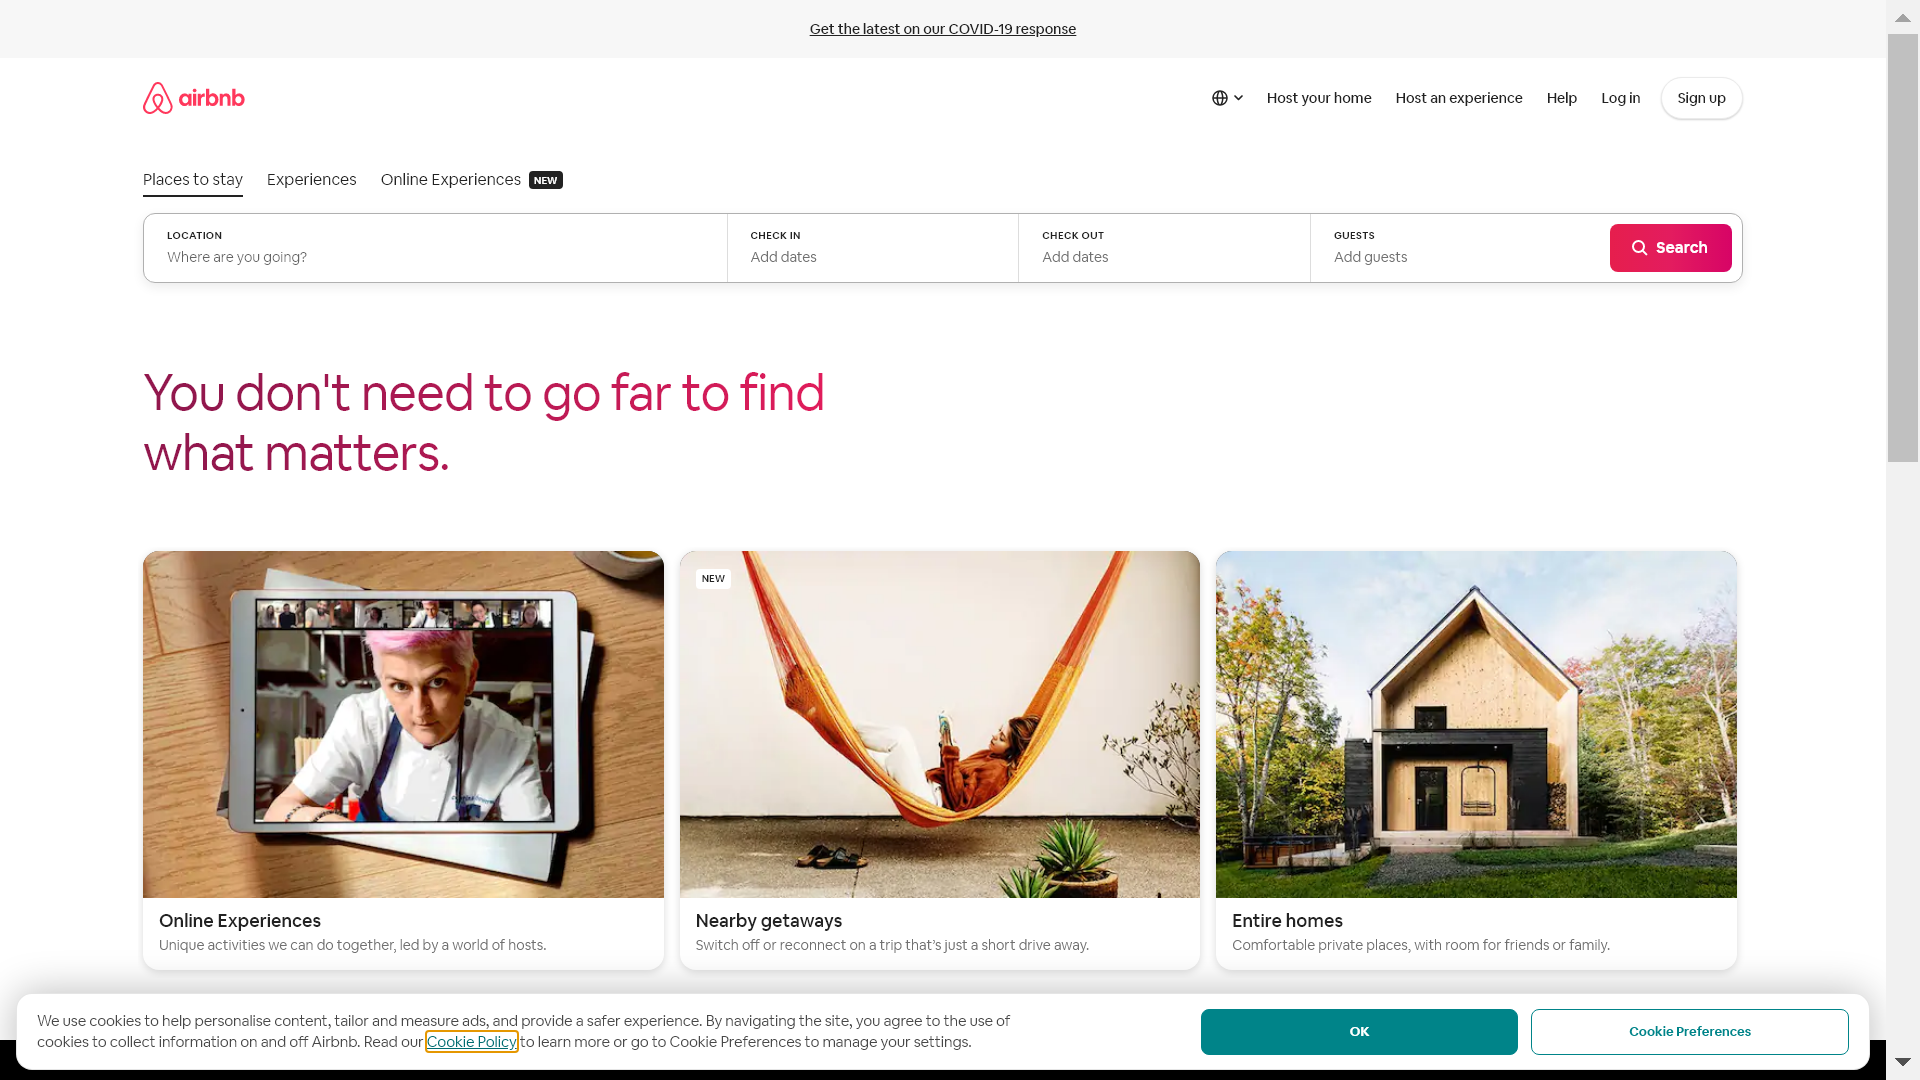 Get the latest on our COVID-19 response
airbnb
Host your home
Host an experience
Help
Log in
Sign up
Places to stay
Experiences
Online Experiences NEW
LOCATION
Where are you going?
CHECK IN
Add dates
CHECK OUT
Add dates
GUESTS
Add guests
Search
You don't need to go far to find
what matters.
NEW
Online Experiences
Unique activities we can do together, led by a world of hosts.
Nearby getaways
Switch off or reconnect on a trip that’s just a short drive away.
Entire homes
Comfortable private places, with room for friends or family.
We use cookies to help personalise content, tailor and measure ads, and provide a safer experience. By navigating the site, you agree to the use of
cookies to collect information on and off Airbnb. Read our Cookie Policy to learn more or go to Cookie Preferences to manage your settings.
OK
Cookie Preferences